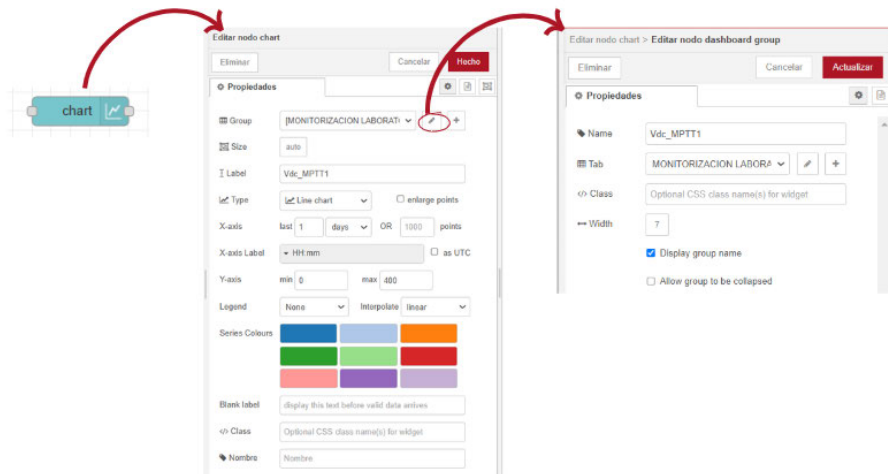 chart
Editar nodo chart
Eliminar Cancelar Hecho
Propiedades
Group [MONITORIZACION LABORAT
Size auto
Label Vdc_MPTT1
Type Line chart enlarge points
X-axis last 1 days OR 1000 points
X-axis Label HH:mm as UTC
Y-axis min 0 max 400
Legend None Interpolate linear
Series Colours
Blank label display this text before valid data arrives
</> Class Optional CSS class name(s) for widget
Nombre Nombre
Editar nodo chart > Editar nodo dashboard group
Eliminar Cancelar Actualizar
Propiedades
Name Vdc_MPTT1
Tab MONITORIZACION LABORA
</> Class Optional CSS class name(s) for widget
Width 7
Display group name
Allow group to be collapsed